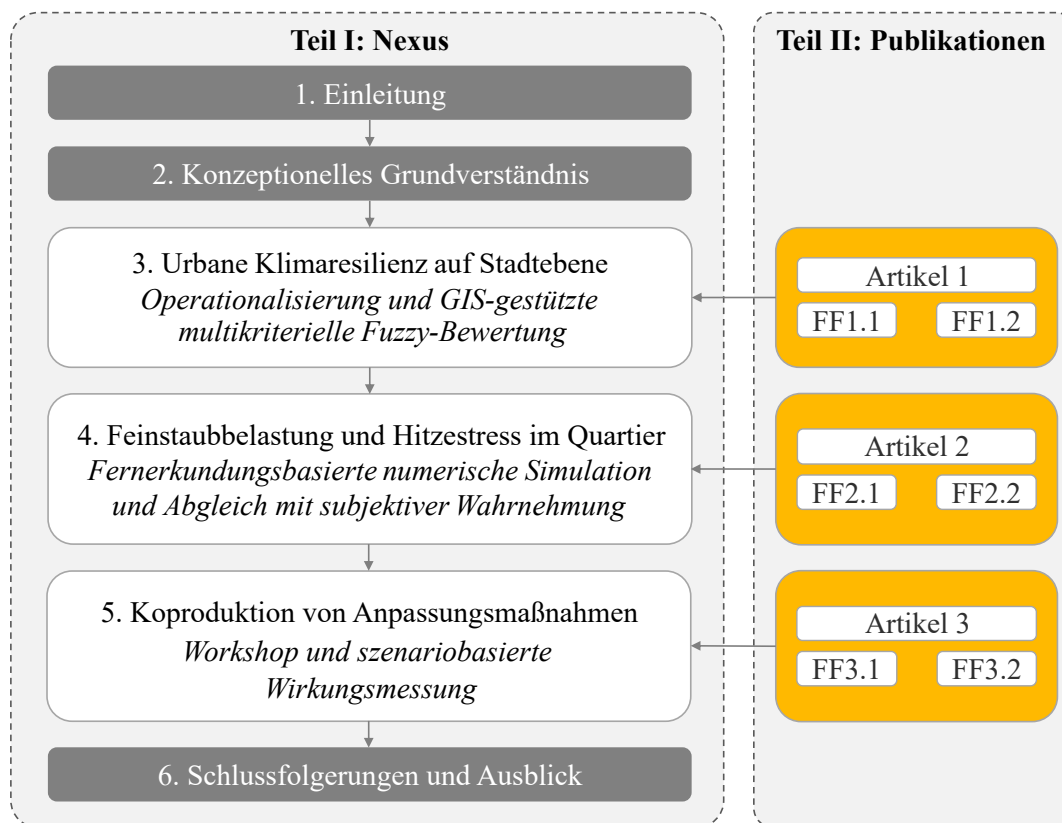 Teil I: Nexus
1. Einleitung
2. Konzeptionelles Grundverständnis
3. Urbane Klimaresilienz auf Stadtebene
Operationalisierung und GIS-gestützte
multikriterielle Fuzzy-Bewertung
4. Feinstaubbelastung und Hitzestress im Quartier
Fernerkundungsbasierte numerische Simulation
und Abgleich mit subjektiver Wahrnehmung
5. Koproduktion von Anpassungsmaßnahmen
Workshop und szenariobasierte
Wirkungsmessung
6. Schlussfolgerungen und Ausblick
Teil II: Publikationen
Artikel 1
FF1.1 FF1.2
Artikel 2
FF2.1 FF2.2
Artikel 3
FF3.1 FF3.2